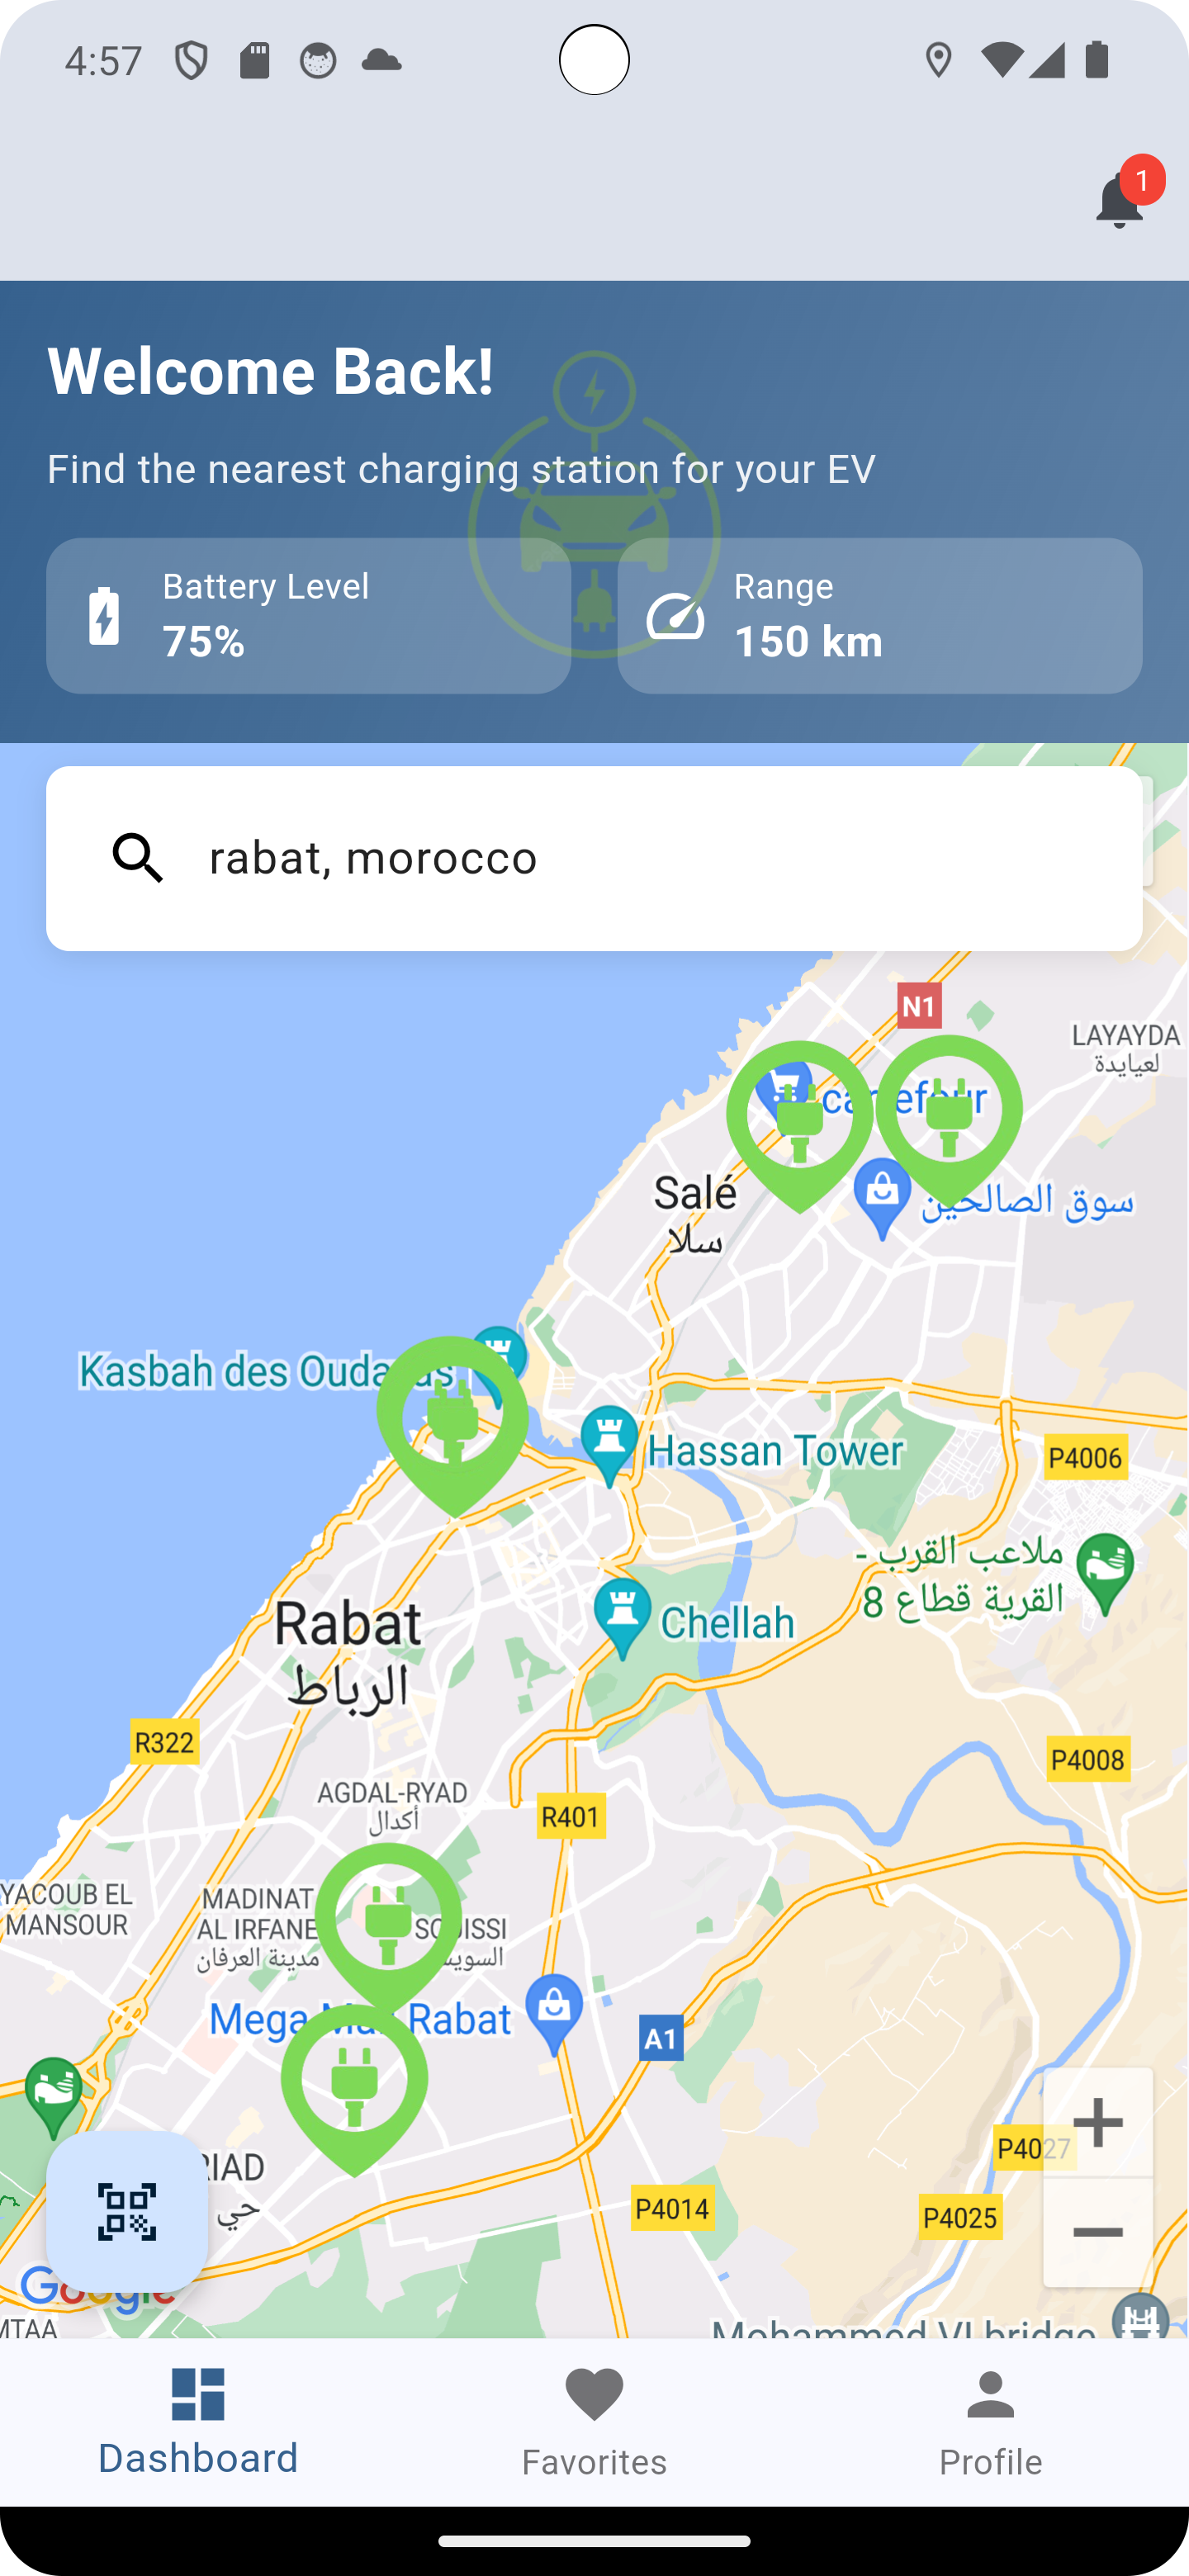 4:57
1
Welcome Back!
Find the nearest charging station for your EV
Battery Level
75%
Range
150 km
rabat, morocco
N1
LAYAYDA
لعيايدة
carrefour
Salé
سلا
سوق الصالحين
Kasbah des Oudayas
Hassan Tower
P4006
ملاعب القرب -
القرية قطاع 8
Chellah
Rabat
الرباط
R322
P4008
AGDAL-RYAD
أكدال
R401
YACOUB EL
MANSOUR
MADINAT
AL IRFANE
مدينة العرفان
SOUISSI
السويسي
Mega Mall Rabat
A1
P4027
RIAD
حي
P4014
P4025
Google
Mohammed VI bridge
Dashboard
Favorites
Profile